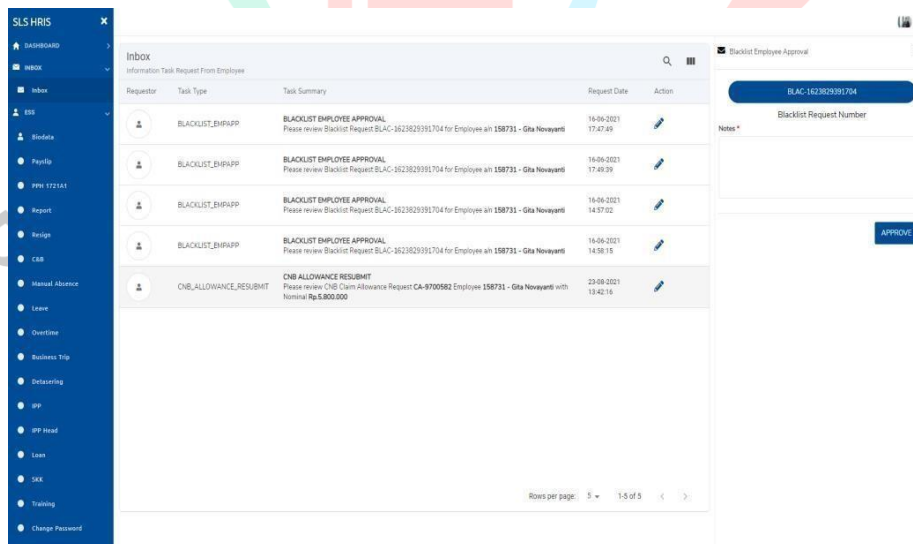 SLS HRIS
DASHBOARD
INBOX
Inbox
ESS
Biodata
Payslip
PPH 1721A1
Report
Resign
C&B
Manual Absence
Leave
Overtime
Business Trip
Detasering
IPP
IPP Head
Loan
SKK
Training
Change Password
Inbox
Information Task Request From Employee
Requestor Task Type Task Summary Request Date Action
BLACKLIST_EMPAPP
BLACKLIST EMPLOYEE APPROVAL
Please review Blacklist Request BLAC-1623829391704 for Employee a/n 158731 - Gita Novayanti
16-06-2021
17:47:49
BLACKLIST_EMPAPP
BLACKLIST EMPLOYEE APPROVAL
Please review Blacklist Request BLAC-1623829391704 for Employee a/n 158731 - Gita Novayanti
16-06-2021
17:49:39
BLACKLIST_EMPAPP
BLACKLIST EMPLOYEE APPROVAL
Please review Blacklist Request BLAC-1623829391704 for Employee a/n 158731 - Gita Novayanti
16-06-2021
14:57:02
BLACKLIST_EMPAPP
BLACKLIST EMPLOYEE APPROVAL
Please review Blacklist Request BLAC-1623829391704 for Employee a/n 158731 - Gita Novayanti
16-06-2021
14:58:15
CNB_ALLOWANCE_RESUBMIT
CNB ALLOWANCE RESUBMIT
Please review CNB Claim Allowance Request CA-9700582 Employee 158731 - Gita Novayanti with
Nominal Rp.5.800.000
23-08-2021
13:42:16
Rows per page: 5 1-5 of 5
Blacklist Employee Approval
BLAC-1623829391704
Blacklist Request Number
Notes *
APPROVE